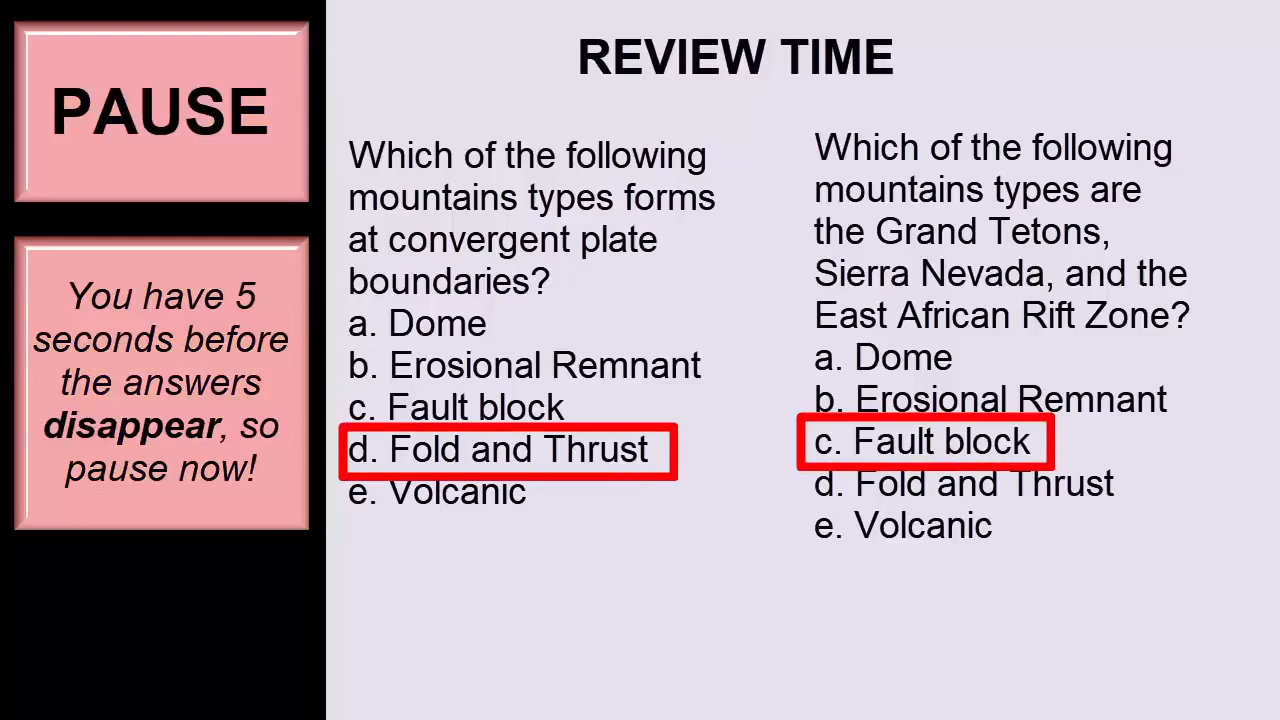 PAUSE
You have 5
seconds before
the answers
disappear, so
pause now!
REVIEW TIME
Which of the following
mountains types forms
at convergent plate
boundaries?
a. Dome
b. Erosional Remnant
c. Fault block
d. Fold and Thrust
e. Volcanic
Which of the following
mountains types are
the Grand Tetons,
Sierra Nevada, and the
East African Rift Zone?
a. Dome
b. Erosional Remnant
c. Fault block
d. Fold and Thrust
e. Volcanic